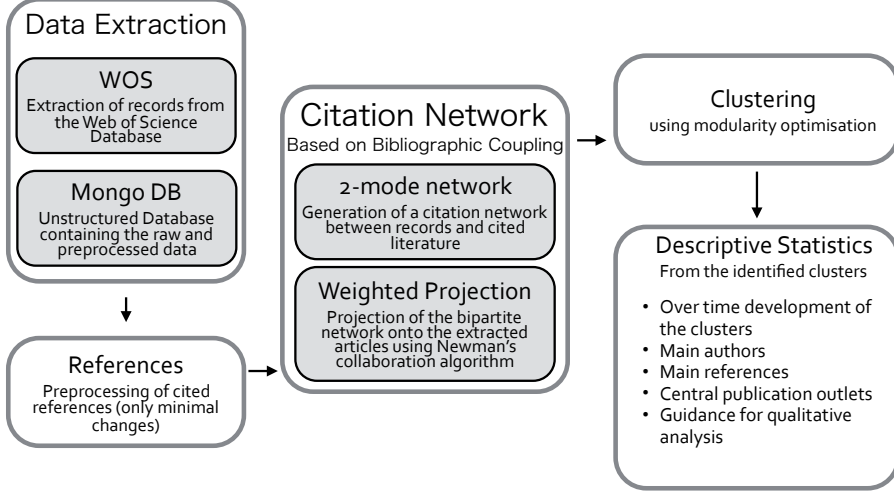 Data Extraction
WOS
Extraction of records from
the Web of Science
Database
Mongo DB
Unstructured Database
containing the raw and
preprocessed data
References
Preprocessing of cited
references (only minimal
changes)
Citation Network
Based on Bibliographic Coupling
2-mode network
Generation of a citation network
between records and cited
literature
Weighted Projection
Projection of the bipartite
network onto the extracted
articles using Newman's
collaboration algorithm
Clustering
using modularity optimisation
Descriptive Statistics
From the identified clusters
• Over time development of
the clusters
• Main authors
• Main references
• Central publication outlets
• Guidance for qualitative
analysis